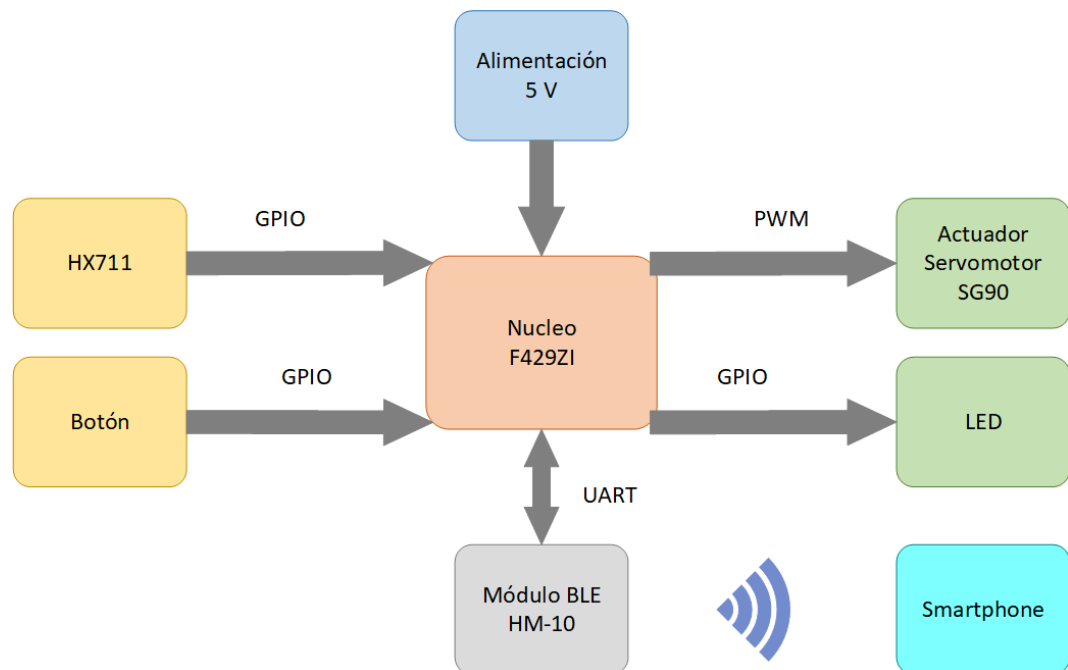 Alimentación
5 V
GPIO
PWM
HX711
Actuador
Servomotor
SG90
Nucleo
F429ZI
GPIO
GPIO
Botón
LED
UART
Módulo BLE
HM-10
Smartphone